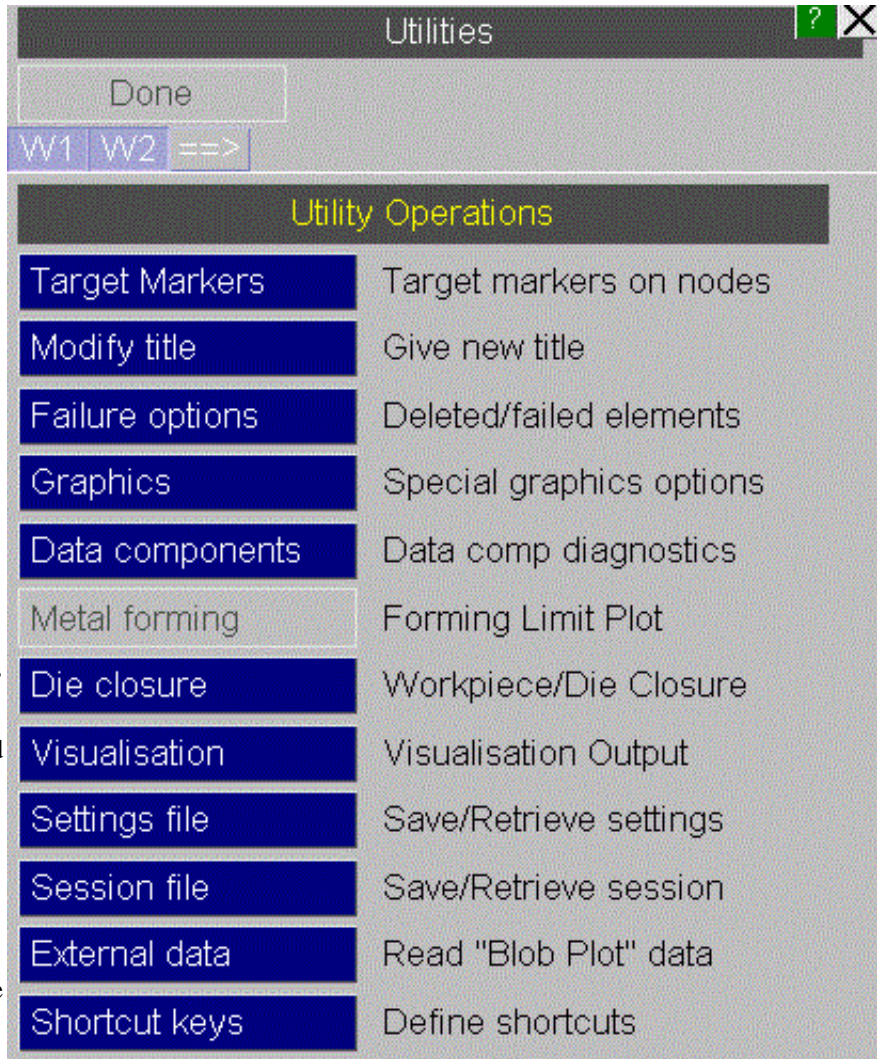 Utilities ?
Done
W1 W2 ==>
Utility Operations
Target Markers Target markers on nodes
Modify title Give new title
Failure options Deleted/failed elements
Graphics Special graphics options
Data components Data comp diagnostics
Metal forming Forming Limit Plot
Die closure Workpiece/Die Closure
Visualisation Visualisation Output
Settings file Save/Retrieve settings
Session file Save/Retrieve session
External data Read "Blob Plot" data
Shortcut keys Define shortcuts